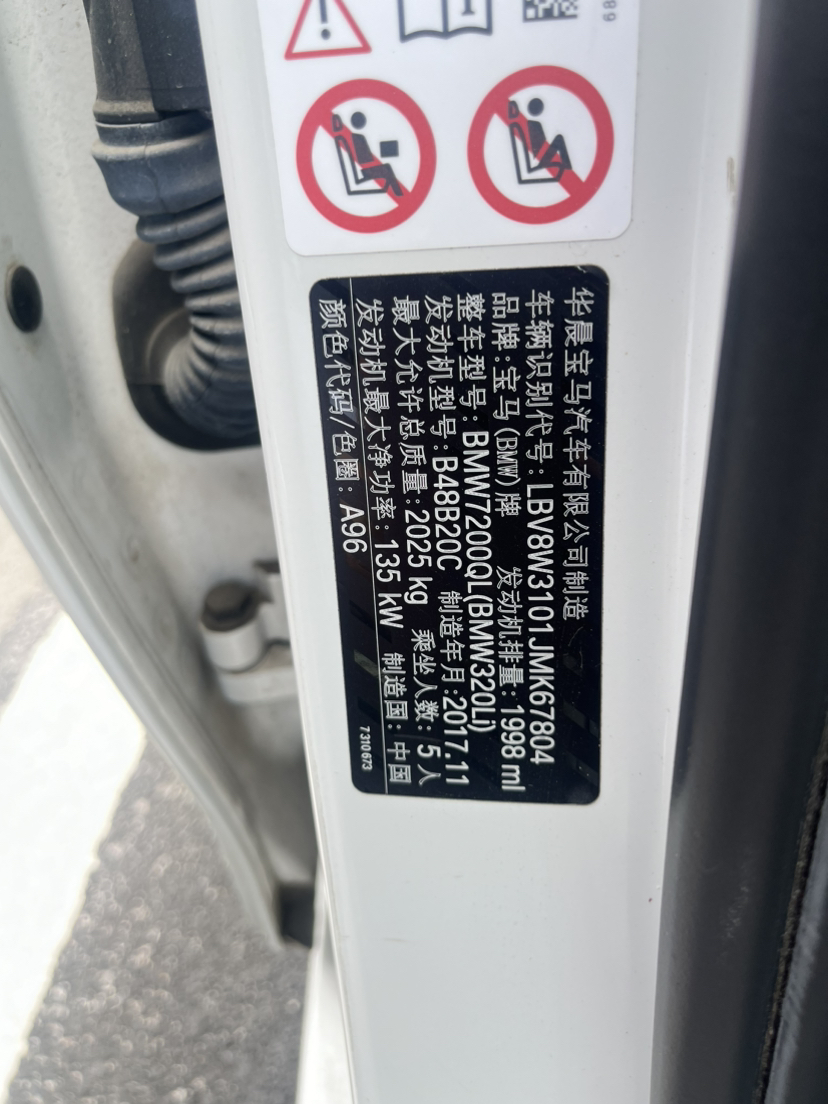 华晨宝马汽车有限公司制造
车辆识别代号: LBV8W3101JMK67804
品牌:宝马(BMW)牌 发动机排量:1998 ml
整车型号: BMW7200QL(BMW320Li)
发动机型号:B48B20C 制造年月:2017.11
最大允许总质量:2025 kg 乘坐人数: 5人
发动机最大净功率: 135 kW 制造国: 中国
颜色代码/色圈: A96
7310673